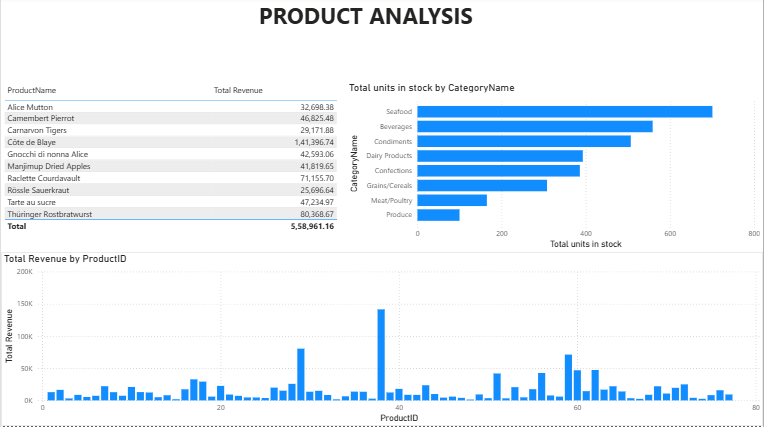 PRODUCT ANALYSIS
ProductName Total Revenue
Alice Mutton 32,698.38
Camembert Pierrot 46,825.48
Carnarvon Tigers 29,171.88
Côte de Blaye 1,41,396.74
Gnocchi di nonna Alice 42,593.06
Manjimup Dried Apples 41,819.65
Raclette Courdavault 71,155.70
Rössle Sauerkraut 25,696.64
Tarte au sucre 47,234.97
Thüringer Rostbratwurst 80,368.67
Total 5,58,961.16
Total units in stock by CategoryName
CategoryName
Seafood
Beverages
Condiments
Dairy Products
Confections
Grains/Cereals
Meat/Poultry
Produce
0 200 400 600 800
Total units in stock
Total Revenue by ProductID
Total Revenue
200K
150K
100K
50K
0K
0 20 40 60 80
ProductID